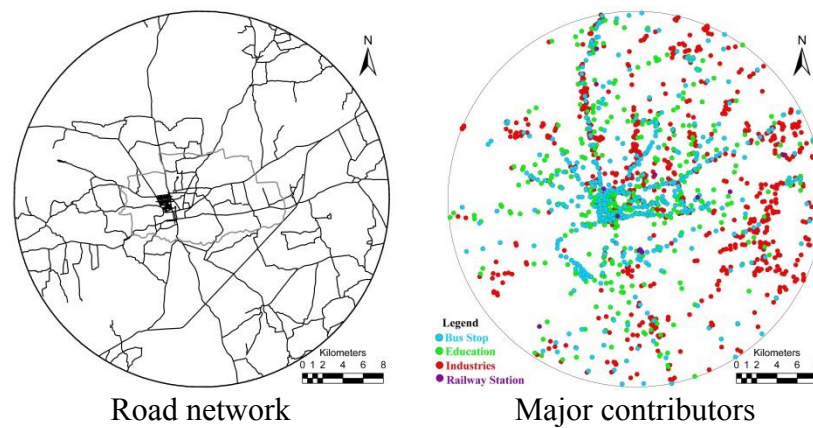 N
Kilometers
0 1 2 4 6 8
Road network
N
Legend
Bus Stop
Education
Industries
Railway Station
Kilometers
0 1 2 4 6 8
Major contributors